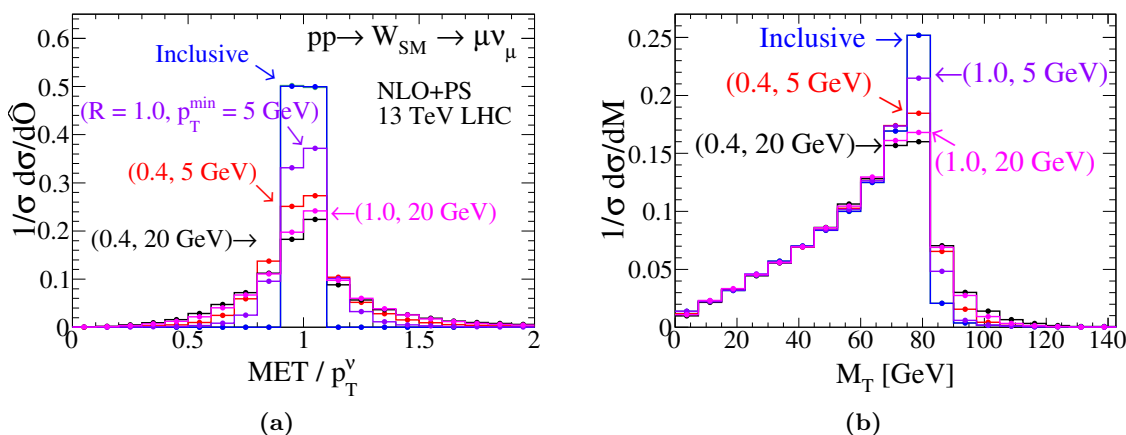 1/σ dσ/dÔ
0.6
0.5
0.4
0.3
0.2
0.1
0
pp→ W_SM → μν_μ
Inclusive
NLO+PS
13 TeV LHC
(R = 1.0, p_T^min = 5 GeV)
(0.4, 5 GeV)
←(1.0, 20 GeV)
(0.4, 20 GeV)→
0 0.5 1 1.5 2
MET / p_T^ν
(a)
1/σ dσ/dM
0.25
0.2
0.15
0.1
0.05
0
Inclusive
←(1.0, 5 GeV)
(0.4, 5 GeV)
(0.4, 20 GeV)→
(1.0, 20 GeV)
0 20 40 60 80 100 120 140
M_T [GeV]
(b)